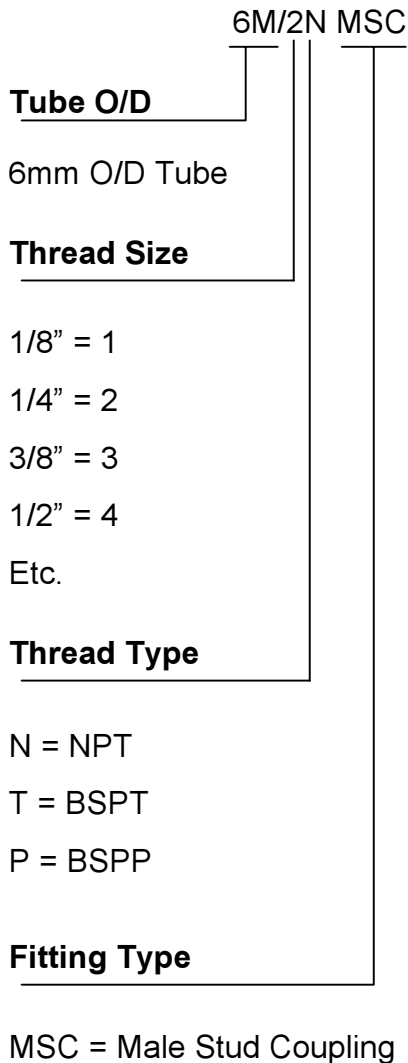 6M/2N MSC
Tube O/D
6mm O/D Tube
Thread Size
1/8” = 1
1/4” = 2
3/8” = 3
1/2” = 4
Etc.
Thread Type
N = NPT
T = BSPT
P = BSPP
Fitting Type
MSC = Male Stud Coupling